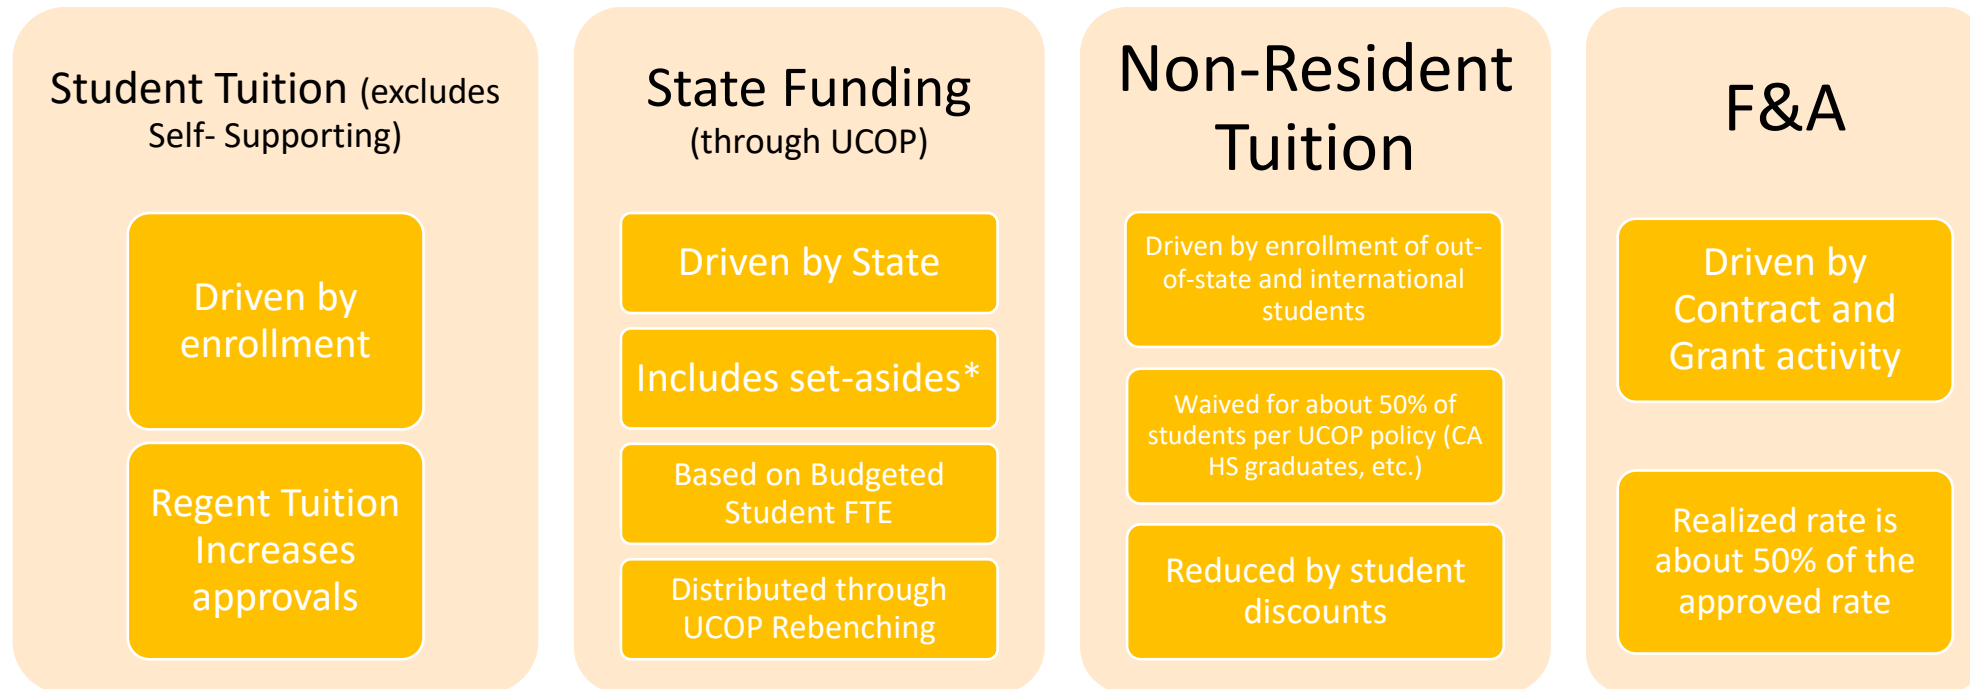 Student Tuition (excludes
Self- Supporting)
Driven by
enrollment
Regent Tuition
Increases
approvals
State Funding
(through UCOP)
Driven by State
Includes set-asides*
Based on Budgeted
Student FTE
Distributed through
UCOP Rebenching
Non-Resident
Tuition
Driven by enrollment of out-
of-state and international
students
Waived for about 50% of
students per UCOP policy (CA
HS graduates, etc.)
Reduced by student
discounts
F&A
Driven by
Contract and
Grant activity
Realized rate is
about 50% of the
approved rate